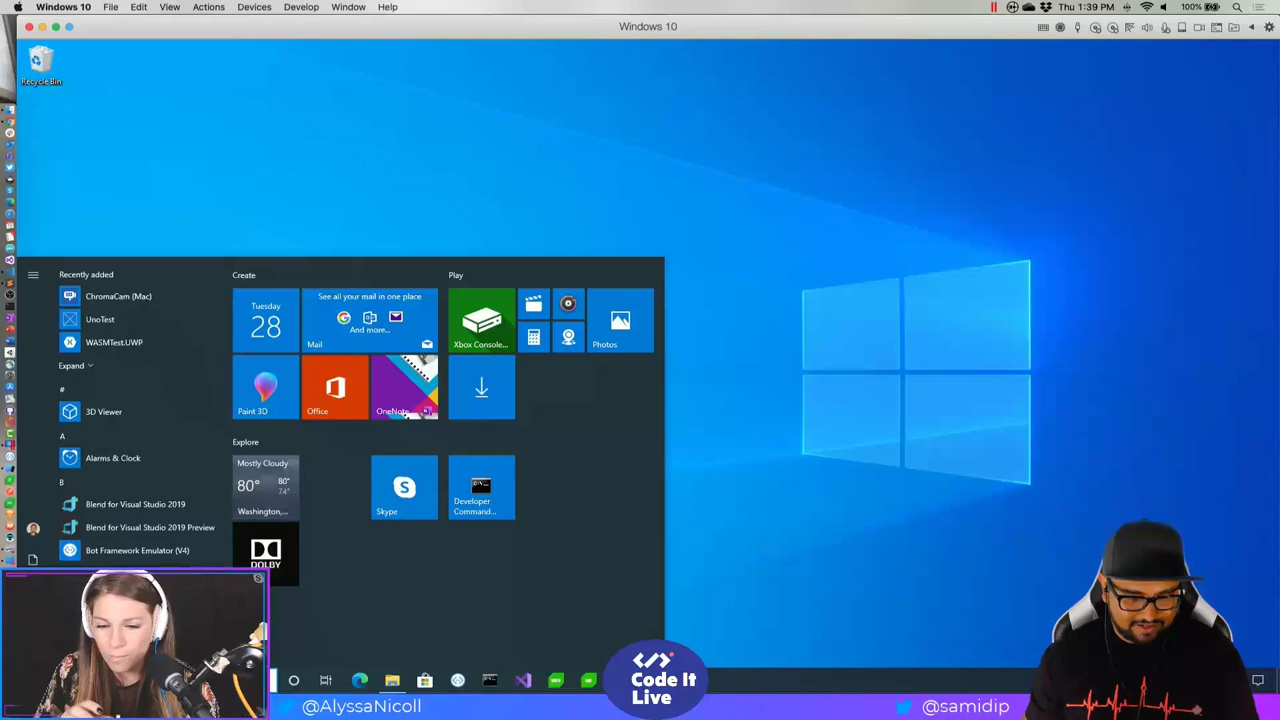 Windows 10 File Edit View Actions Devices Develop Window Help
Thu 1:39 PM 100%
Windows 10
Recycle Bin
Recently added
ChromaCam (Mac)
UnoTest
WASMTest.UWP
Expand
#
3D Viewer
A
Alarms & Clock
B
Blend for Visual Studio 2019
Blend for Visual Studio 2019 Preview
Bot Framework Emulator (V4)
Create
Tuesday
28
See all your mail in one place
And more...
Mail
Paint 3D
Office
OneNote
Explore
Mostly Cloudy
80° 80°
74°
Washington,...
Skype
DOLBY
Play
Xbox Console...
Photos
Developer
Command...
Code It
Live
@AlyssaNicoll
@samidip